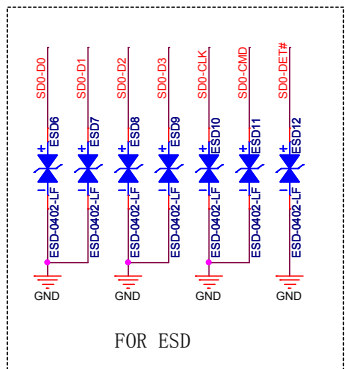 SD0-D0
SD0-D1
SD0-D2
SD0-D3
SD0-CLK
SD0-CMD
SD0-DET#
ESD6
ESD7
ESD8
ESD9
ESD10
ESD11
ESD12
ESD-0402-LF
ESD-0402-LF
ESD-0402-LF
ESD-0402-LF
ESD-0402-LF
ESD-0402-LF
ESD-0402-LF
GND
GND
GND
GND
FOR ESD